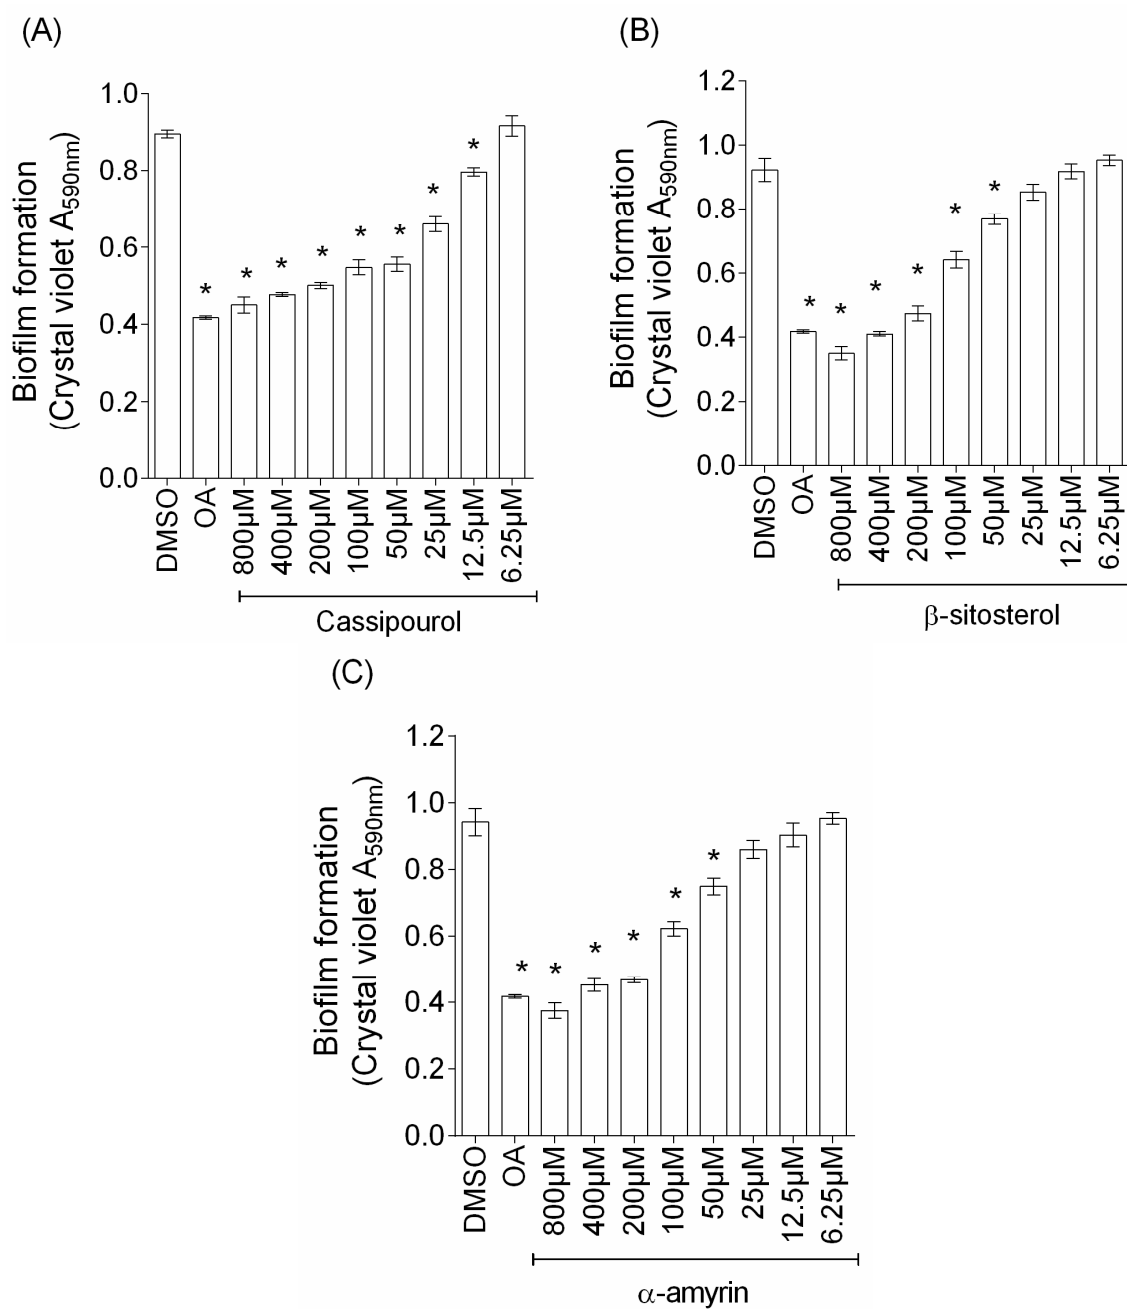 (A)
Biofilm formation
(Crystal violet A590nm)
1.0
0.8
0.6
0.4
0.2
0.0
* * * * * * * *
DMSO
OA
800µM
400µM
200µM
100µM
50µM
25µM
12.5µM
6.25µM
Cassipourol
(B)
Biofilm formation
(Crystal violet A590nm)
1.2
1.0
0.8
0.6
0.4
0.2
0.0
* * * * * *
DMSO
OA
800µM
400µM
200µM
100µM
50µM
25µM
12.5µM
6.25µM
β-sitosterol
(C)
Biofilm formation
(Crystal violet A590nm)
1.2
1.0
0.8
0.6
0.4
0.2
0.0
* * * * * *
DMSO
OA
800µM
400µM
200µM
100µM
50µM
25µM
12.5µM
6.25µM
α-amyrin